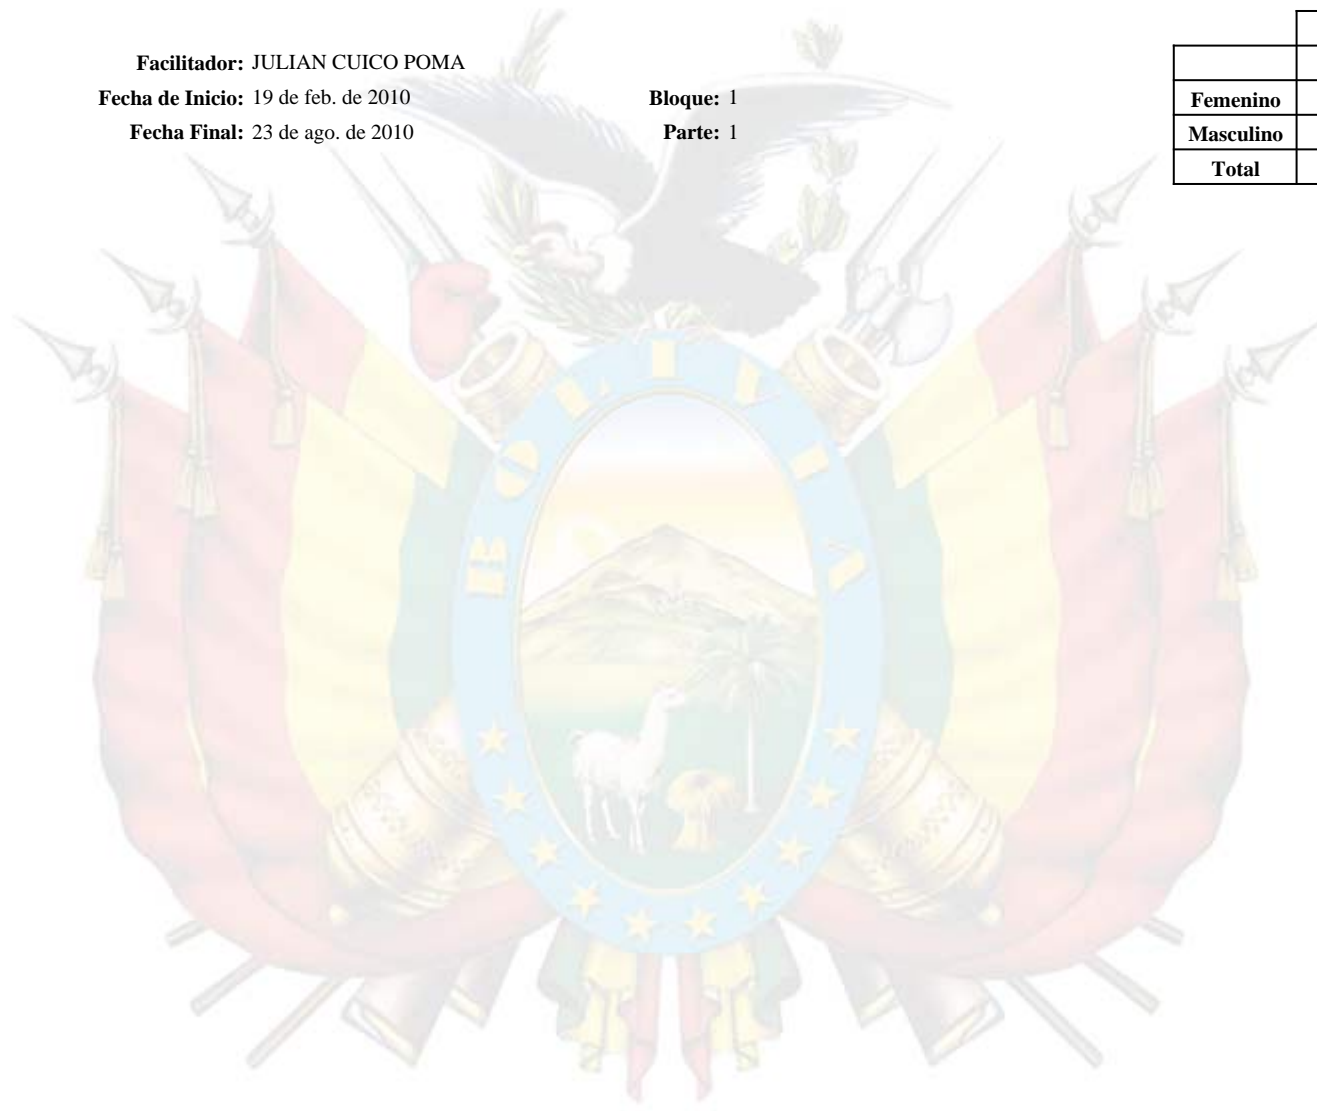 Facilitador: JULIAN CUICO POMA
Fecha de Inicio: 19 de feb. de 2010 Bloque: 1
Fecha Final: 23 de ago. de 2010 Parte: 1
Femenino
Masculino
Total
BOLIVIA